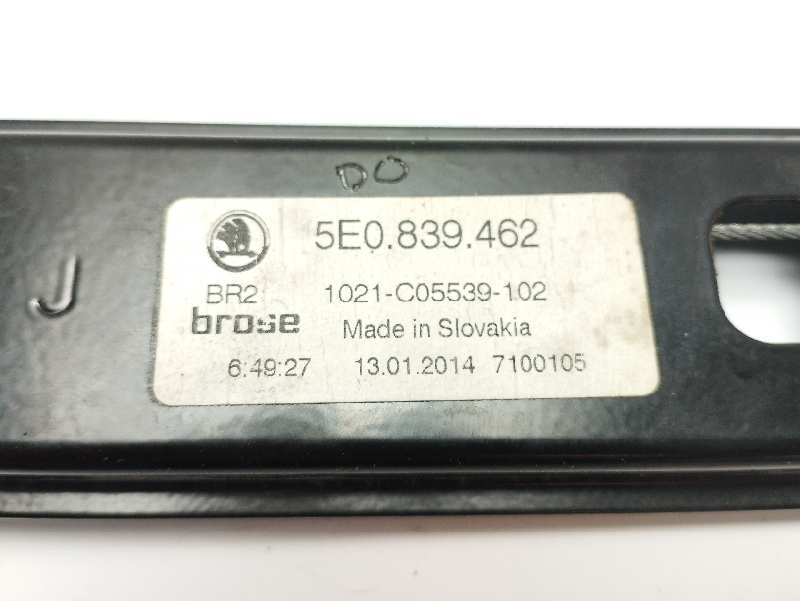 DO
5E0.839.462
BR2 1021-C05539-102
brose Made in Slovakia
6:49:27 13.01.2014 7100105
J